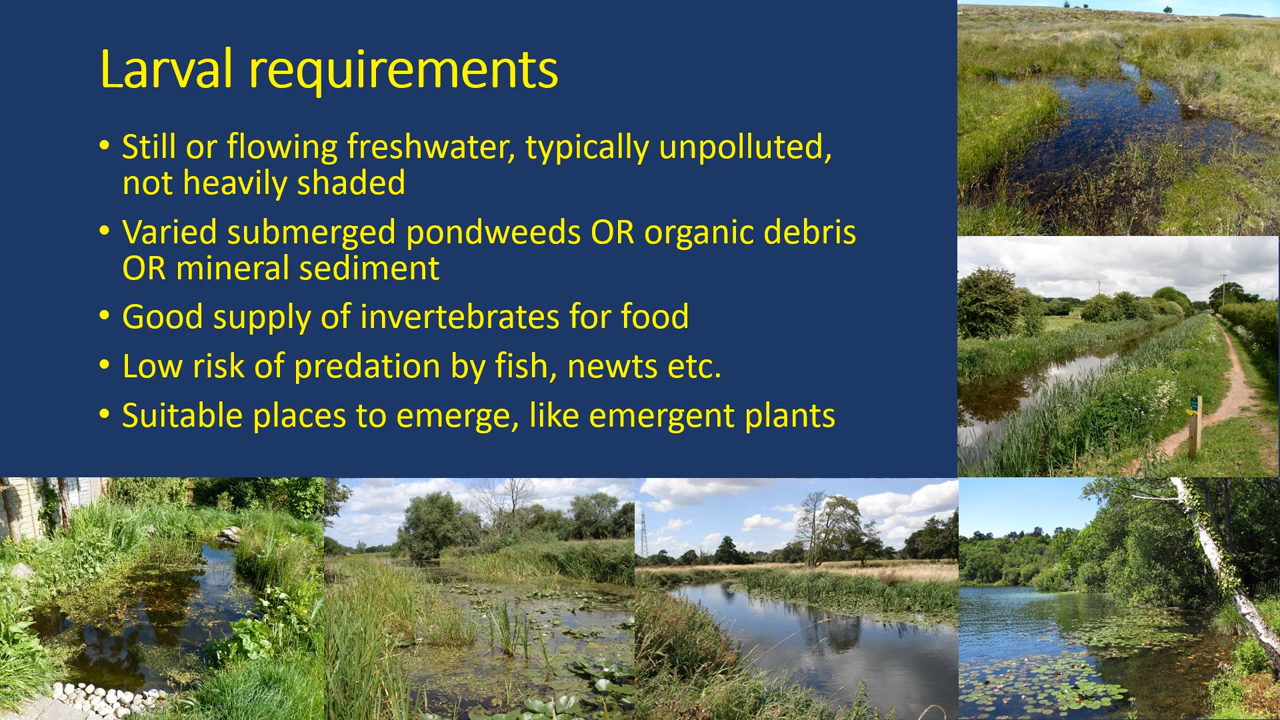 Larval requirements
• Still or flowing freshwater, typically unpolluted,
not heavily shaded
• Varied submerged pondweeds OR organic debris
OR mineral sediment
• Good supply of invertebrates for food
• Low risk of predation by fish, newts etc.
• Suitable places to emerge, like emergent plants